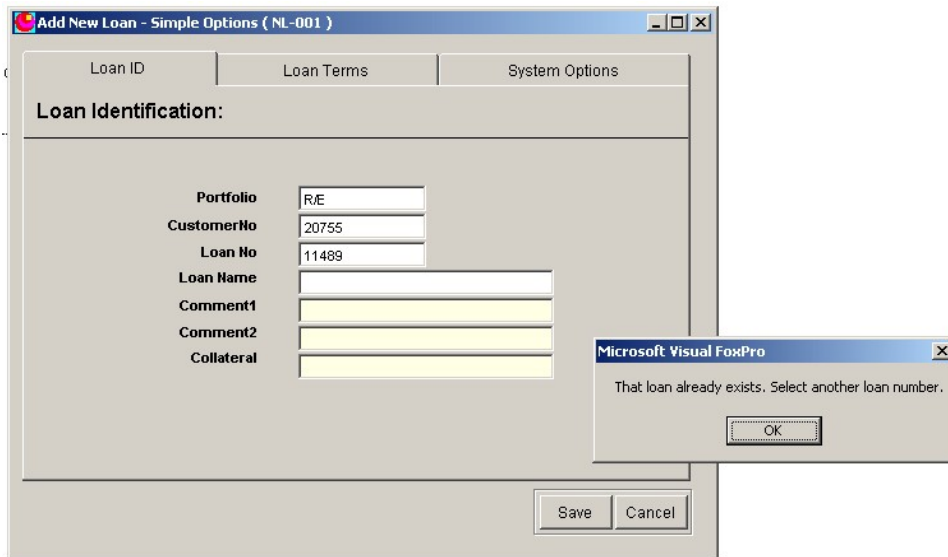 Add New Loan - Simple Options ( NL-001 )
Loan ID
Loan Terms
System Options
Loan Identification:
Portfolio R/E
CustomerNo 20755
Loan No 11489
Loan Name
Comment1
Comment2
Collateral
Microsoft Visual FoxPro
That loan already exists. Select another loan number.
OK
Save
Cancel